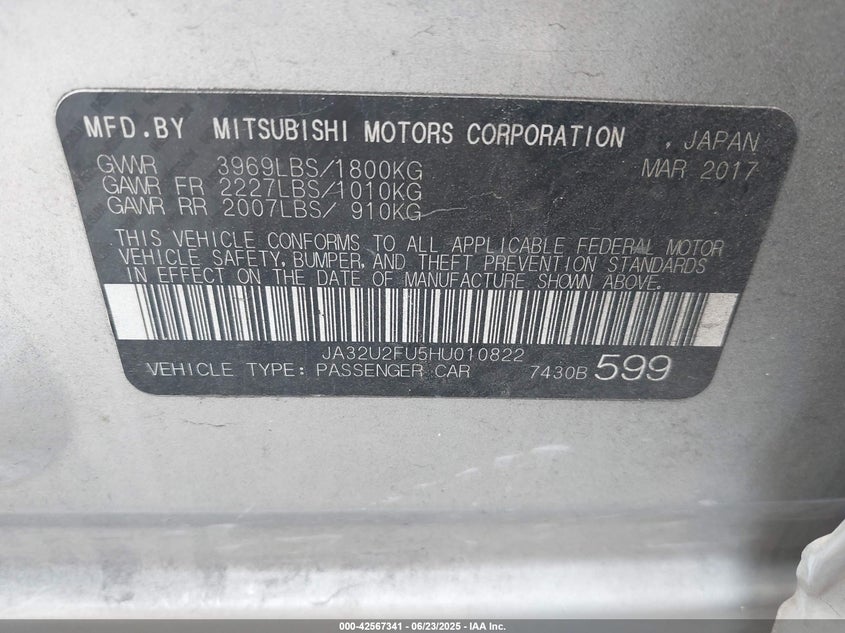 MFD.BY MITSUBISHI MOTORS CORPORATION , JAPAN
GVWR 3969LBS/1800KG MAR 2017
GAWR FR 2227LBS/1010KG
GAWR RR 2007LBS/ 910KG
THIS VEHICLE CONFORMS TO ALL APPLICABLE FEDERAL MOTOR
VEHICLE SAFETY, BUMPER, AND THEFT PREVENTION STANDARDS
IN EFFECT ON THE DATE OF MANUFACTURE SHOWN ABOVE.
JA32U2FU5HU010822
VEHICLE TYPE: PASSENGER CAR 7430B 599
000-42567341 | 06/23/2025 - IAA Inc.